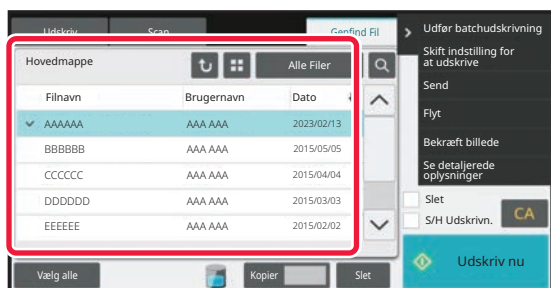 Udskriv Scan Genfind Fil
Hovedmappe Alle Filer
Filnavn Brugernavn Dato
AAAAAA AAA AAA 2023/02/13
BBBBBB AAA AAA 2015/05/05
CCCCCC AAA AAA 2015/04/04
DDDDDD AAA AAA 2015/03/03
EEEEEE AAA AAA 2015/02/02
Vælg alle Kopier Slet
Udfør batchudskrivning
Skift indstilling for
at udskrive
Send
Flyt
Bekræft billede
Se detaljerede
oplysninger
Slet
S/H Udskrivn. CA
Udskriv nu